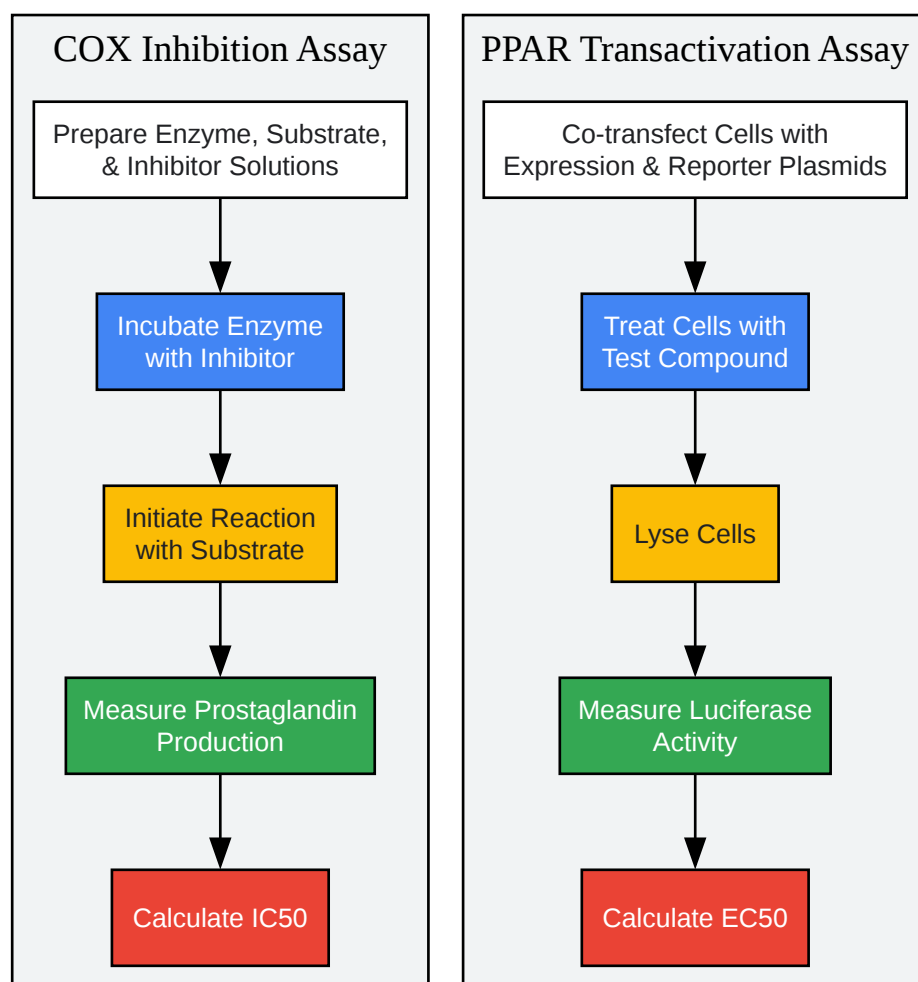 COX Inhibition Assay
Prepare Enzyme, Substrate,
& Inhibitor Solutions
Incubate Enzyme
with Inhibitor
Initiate Reaction
with Substrate
Measure Prostaglandin
Production
Calculate IC50
PPAR Transactivation Assay
Co-transfect Cells with
Expression & Reporter Plasmids
Treat Cells with
Test Compound
Lyse Cells
Measure Luciferase
Activity
Calculate EC50